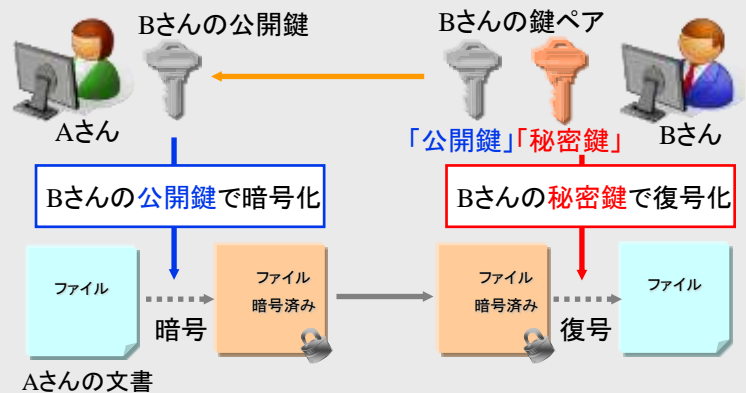 Bさんの公開鍵
Bさんの鍵ペア
Aさん
Bさん
「公開鍵」「秘密鍵」
Bさんの公開鍵で暗号化
Bさんの秘密鍵で復号化
ファイル
暗号
ファイル
暗号済み
ファイル
暗号済み
復号
ファイル
Aさんの文書